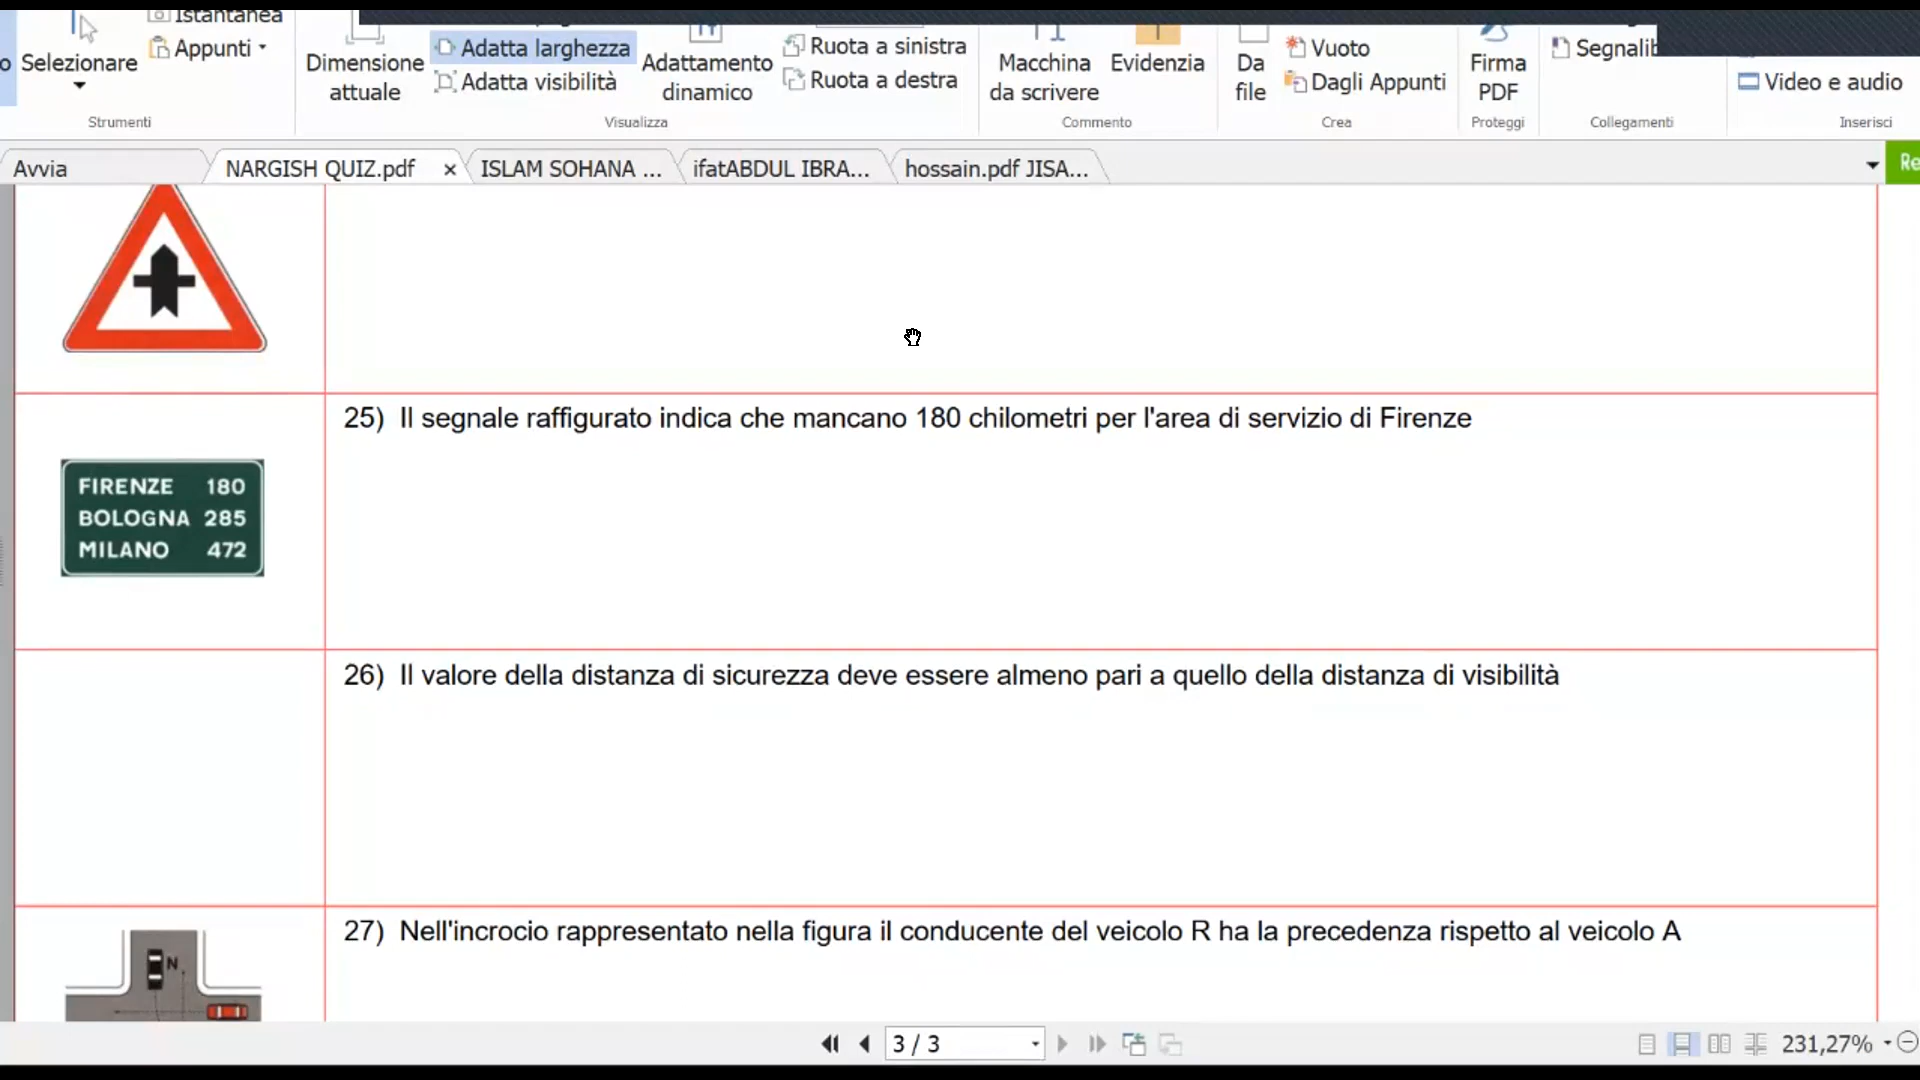 Istantanea
Selezionare
Appunti
Strumenti
Dimensione
attuale
Adatta larghezza
Adatta visibilità
Adattamento
dinamico
Ruota a sinistra
Ruota a destra
Visualizza
Macchina
da scrivere
Evidenzia
Commento
Da
file
Vuoto
Dagli Appunti
Crea
Firma
PDF
Proteggi
Segnalib
Collegamenti
Video e audio
Inserisci
Avvia
NARGISH QUIZ.pdf
ISLAM SOHANA ...
ifatABDUL IBRA...
hossain.pdf JISA...
Re
25) Il segnale raffigurato indica che mancano 180 chilometri per l'area di servizio di Firenze
FIRENZE 180
BOLOGNA 285
MILANO 472
26) Il valore della distanza di sicurezza deve essere almeno pari a quello della distanza di visibilità
27) Nell'incrocio rappresentato nella figura il conducente del veicolo R ha la precedenza rispetto al veicolo A
N
3 / 3
231,27%